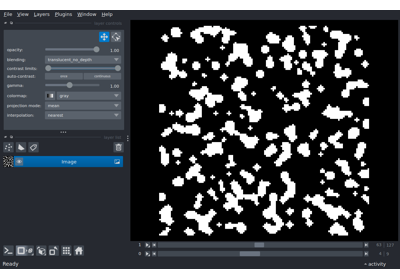 File View Layers Plugins Window Help
opacity: 1.00
blending: translucent_no_depth
contrast limits:
auto-contrast: once continuous
gamma: 1.00
colormap: gray
projection mode: mean
interpolation: nearest
Image
Ready
activity